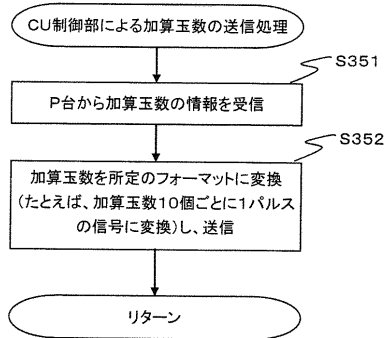 CU制御部による加算玉数の送信処理
S351
P台から加算玉数の情報を受信
S352
加算玉数を所定のフォーマットに変換
(たとえば、加算玉数10個ごとに1パルス
の信号に変換)し、送信
リターン